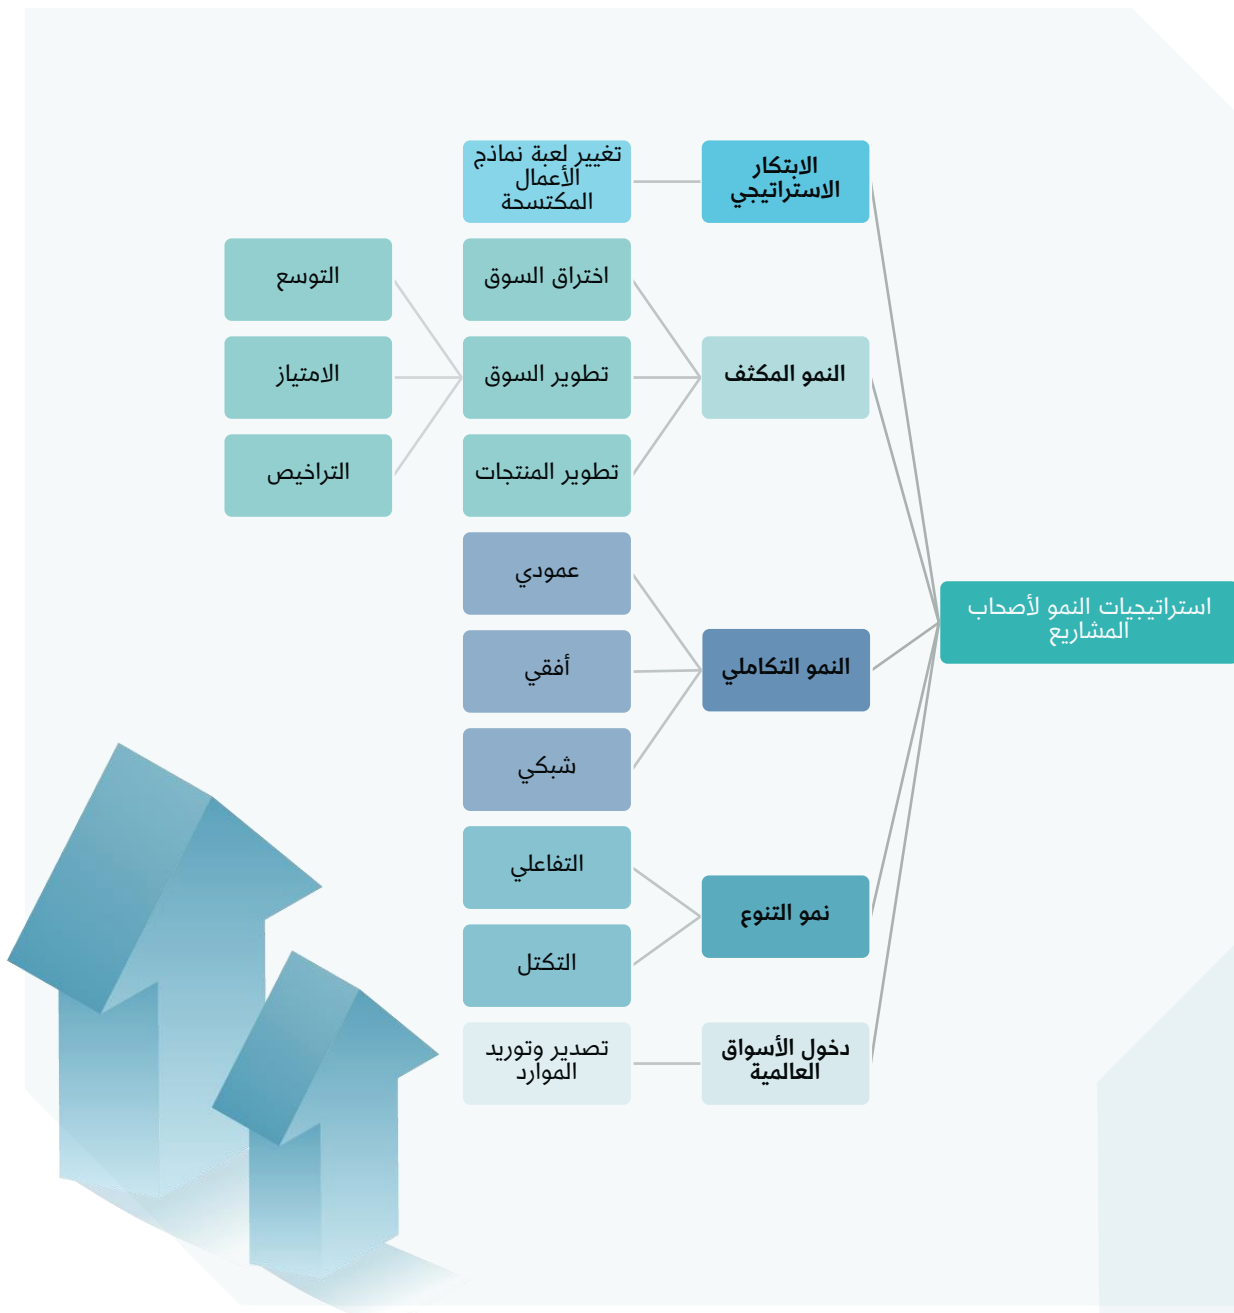 استراتيجيات النمو لأصحاب
المشاريع
الابتكار
الاستراتيجي
تغيير لعبة نماذج
الأعمال
المكتسحة
النمو المكثف
اختراق السوق
تطوير السوق
التوسع
الامتياز
التراخيص
تطوير المنتجات
النمو التكاملي
عمودي
أفقي
شبكي
نمو التنوع
التفاعلي
التكتل
دخول الأسواق
العالمية
تصدير وتوريد
الموارد